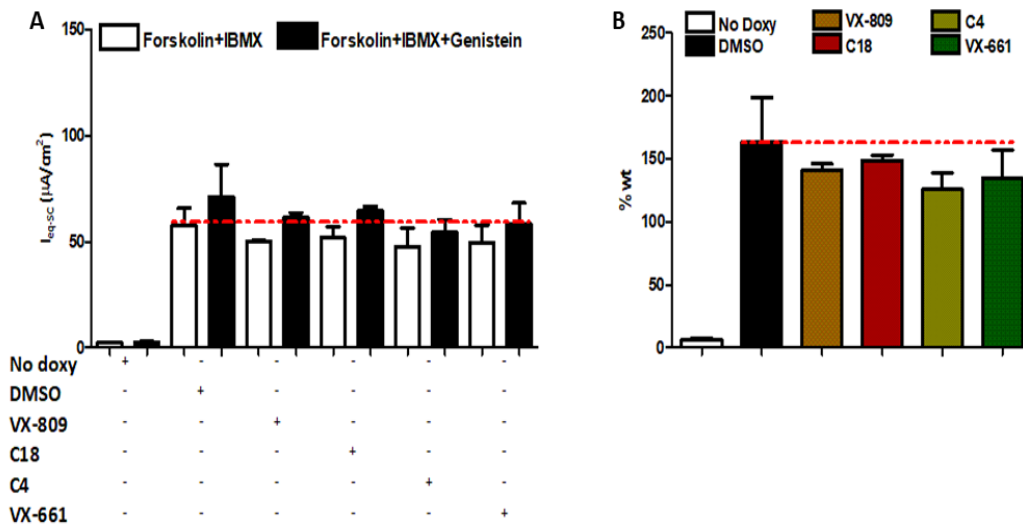 A
150
100
50
0
I eq-sc (µA/cm²)
Forskolin+IBMX
Forskolin+IBMX+Genistein
No doxy + - - - - -
DMSO - + - - - -
VX-809 - - + - - -
C18 - - - + - -
C4 - - - - + -
VX-661 - - - - - +
B
No Doxy
DMSO
VX-809
C18
C4
VX-661
250
200
150
100
50
0
% wt